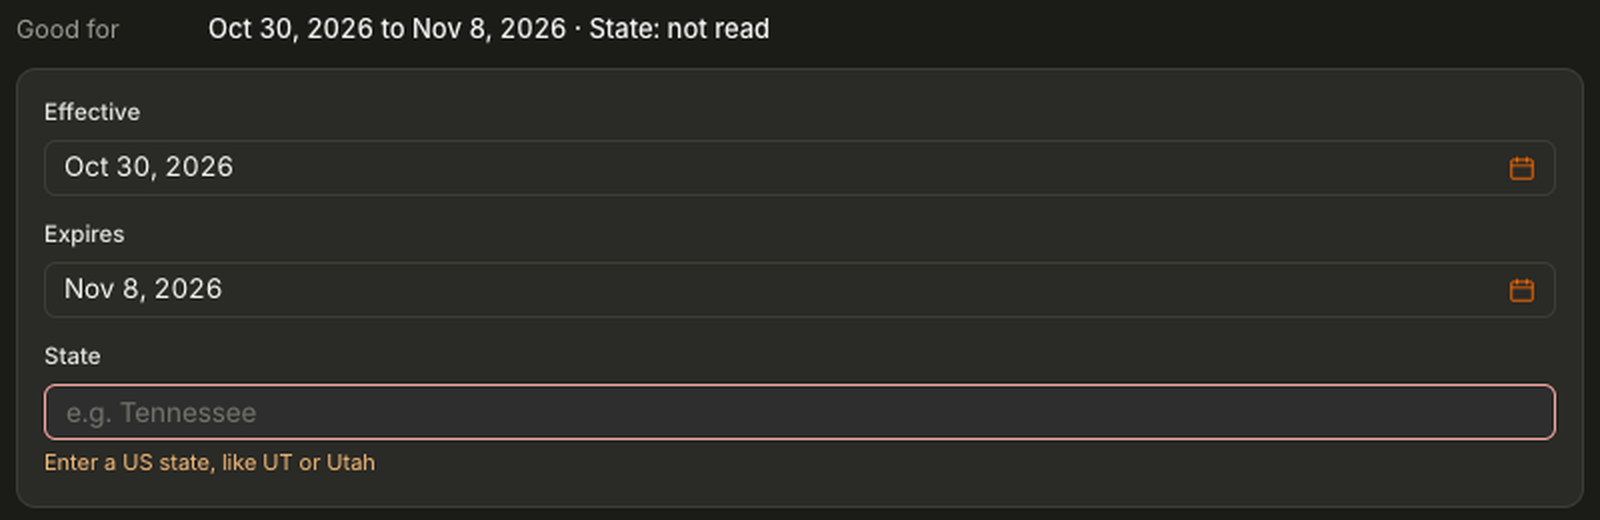 Good for Oct 30, 2026 to Nov 8, 2026 · State: not read
Effective
Oct 30, 2026
Expires
Nov 8, 2026
State
e.g. Tennessee
Enter a US state, like UT or Utah